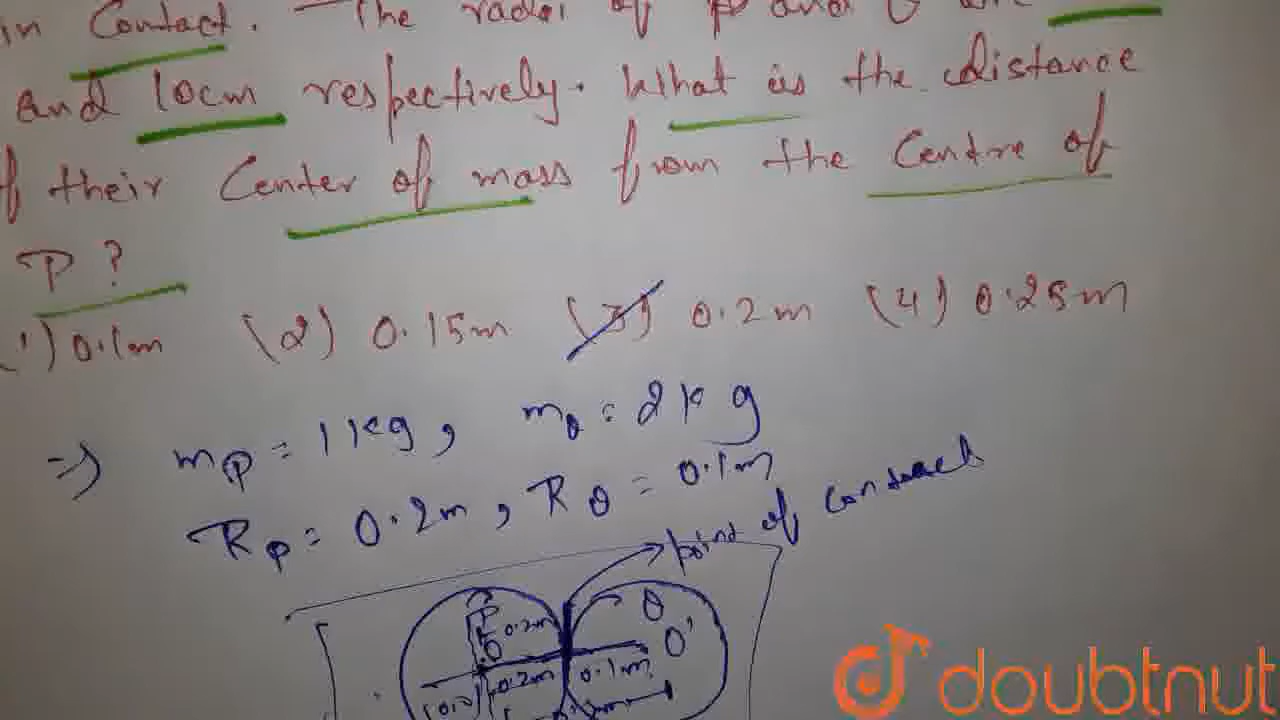 in Contact. The radii of P and Q
and 10cm respectively. What is the distance
of their Center of mass from the Centre of
P?
(1) 0.1m (2) 0.15m (3) 0.2m (4) 0.25m
=> mp = 1kg, mQ = 2kg
Rp = 0.2m, RQ = 0.1m
point of contact
P Q
0.2m
O O'
0.2m 0.1m
doubtnut